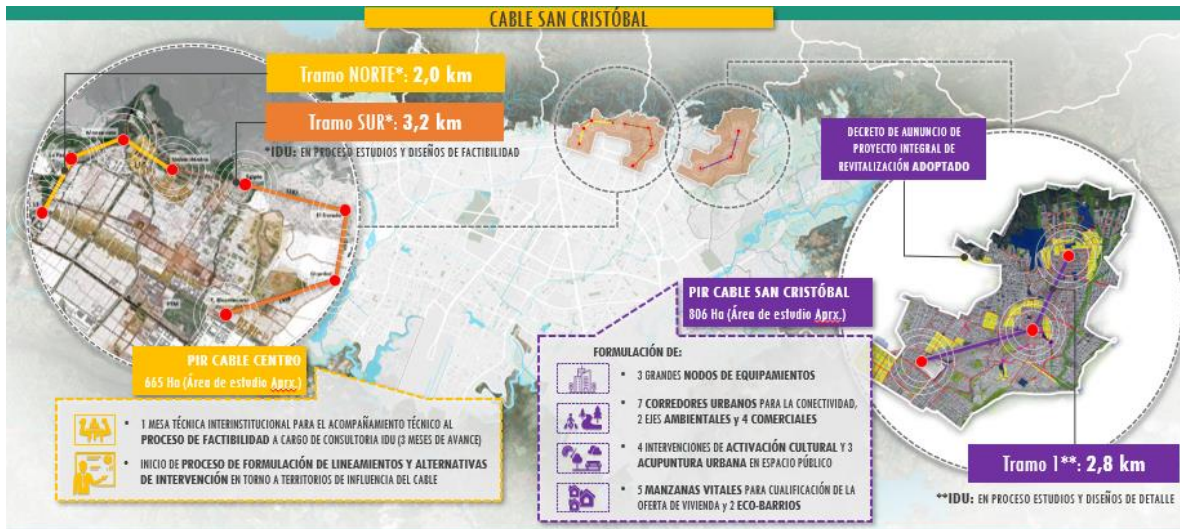 CABLE SAN CRISTÓBAL
Tramo NORTE*: 2,0 km
Tramo SUR*: 3,2 km
*IDU: EN PROCESO ESTUDIOS Y DISEÑOS DE FACTIBILIDAD
Egipto
PIR CABLE CENTRO
665 Ha (Área de estudio Aprx.)
• 1 MESA TÉCNICA INTERINSTITUCIONAL PARA EL ACOMPAÑAMIENTO TÉCNICO AL
PROCESO DE FACTIBILIDAD A CARGO DE CONSULTORIA IDU (3 MESES DE AVANCE)
• INICIO DE PROCESO DE FORMULACIÓN DE LINEAMIENTOS Y ALTERNATIVAS
DE INTERVENCIÓN EN TORNO A TERRITORIOS DE INFLUENCIA DEL CABLE
DECRETO DE AUNUNCIO DE
PROYECTO INTEGRAL DE
REVITALIZACIÓN ADOPTADO
PIR CABLE SAN CRISTÓBAL
806 Ha (Área de estudio Aprx.)
FORMULACIÓN DE:
• 3 GRANDES NODOS DE EQUIPAMIENTOS
• 7 CORREDORES URBANOS PARA LA CONECTIVIDAD,
2 EJES AMBIENTALES y 4 COMERCIALES
• 4 INTERVENCIONES DE ACTIVACIÓN CULTURAL Y 3
ACUPUNTURA URBANA EN ESPACIO PÚBLICO
• 5 MANZANAS VITALES PARA CUALIFICACIÓN DE LA
OFERTA DE VIVIENDA y 2 ECO-BARRIOS
Tramo 1**: 2,8 km
**IDU: EN PROCESO ESTUDIOS Y DISEÑOS DE DETALLE